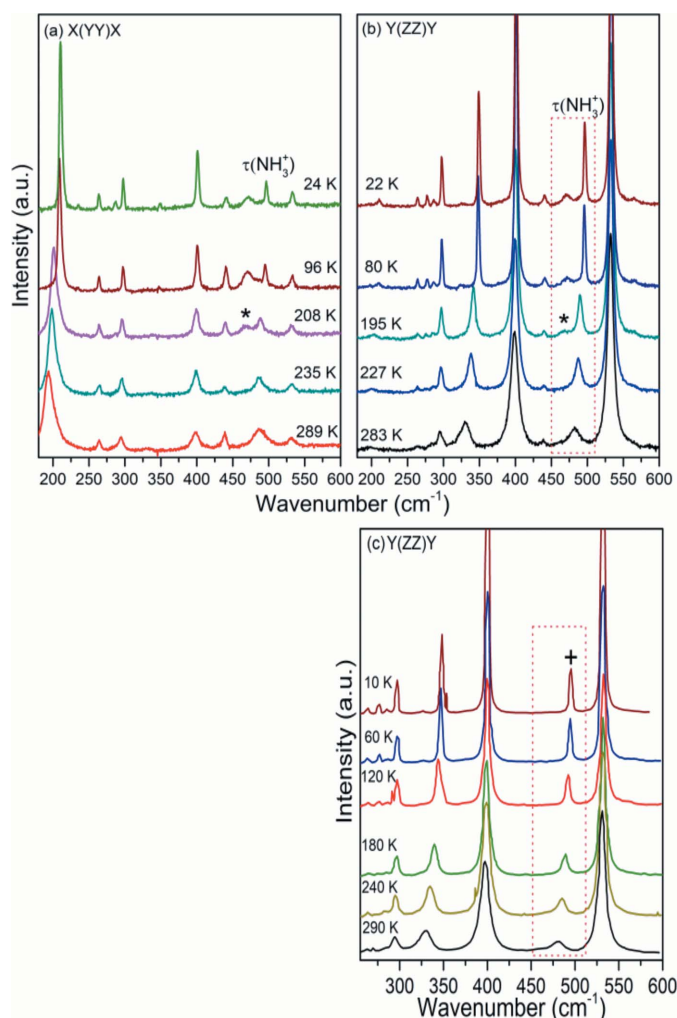 (a) X(YY)X
τ(NH₃⁺)
24 K
96 K
208 K
*
235 K
289 K
200 250 300 350 400 450 500 550 600
Wavenumber (cm⁻¹)
Intensity (a.u.)
(b) Y(ZZ)Y
τ(NH₃⁺)
22 K
80 K
195 K
*
227 K
283 K
200 250 300 350 400 450 500 550 600
(c) Y(ZZ)Y
+
10 K
60 K
120 K
180 K
240 K
290 K
300 350 400 450 500 550 600
Wavenumber (cm⁻¹)
Intensity (a.u.)